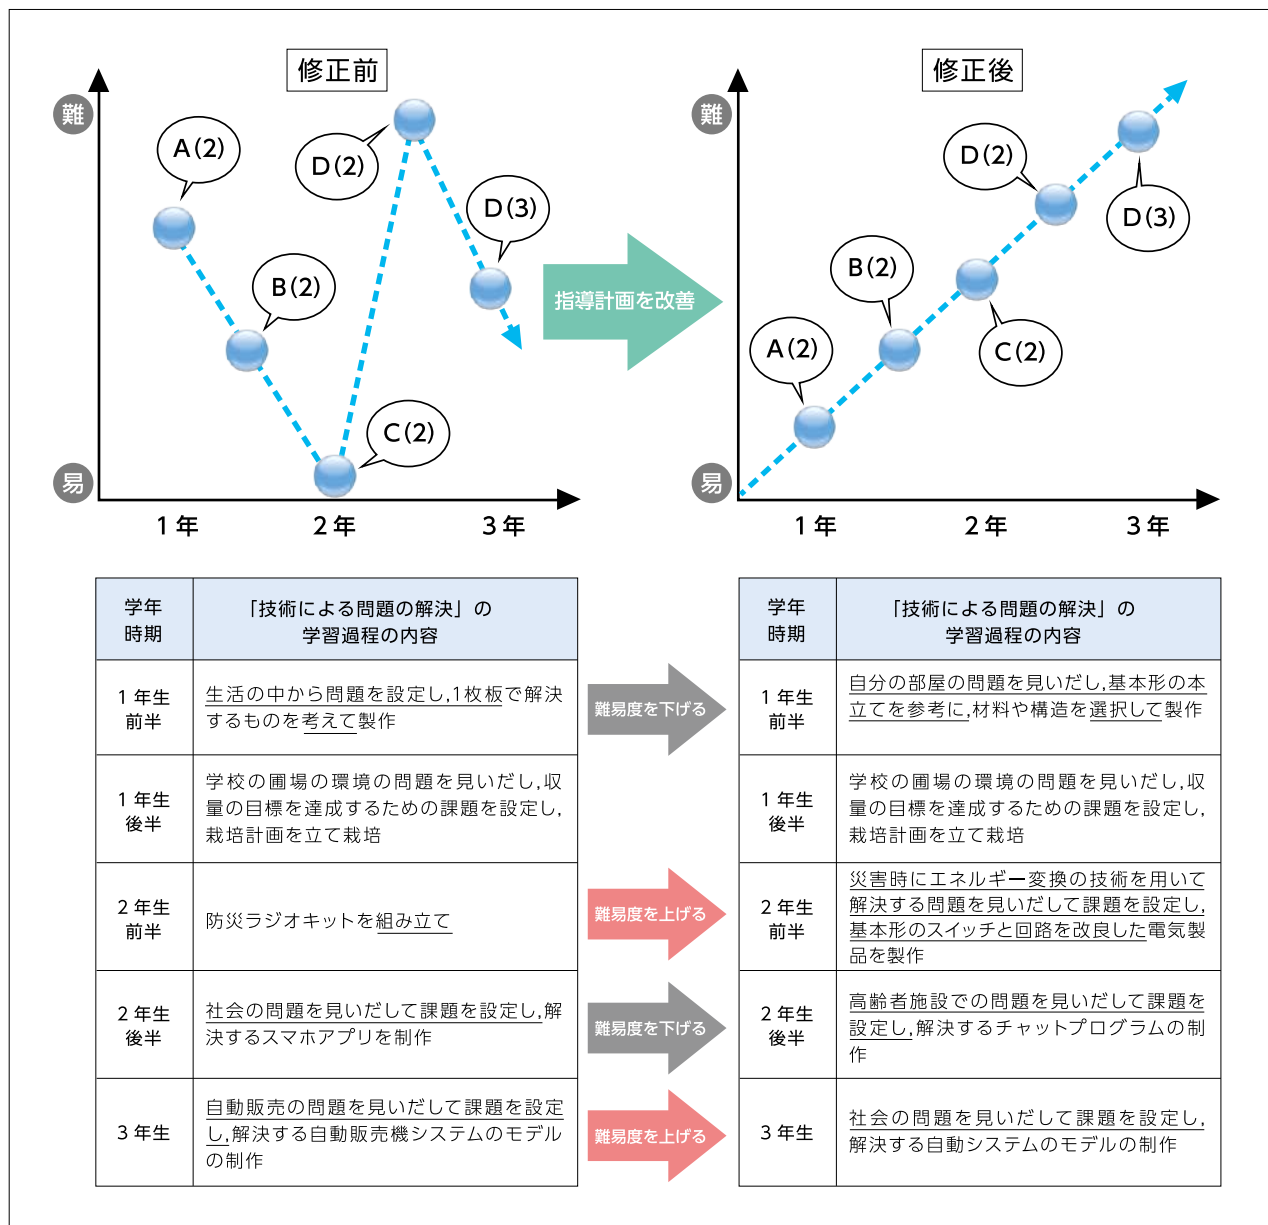 修正前
難
A(2)
D(2)
D(3)
B(2)
C(2)
易
1年
2年
3年
指導計画を改善
修正後
難
D(2)
D(3)
B(2)
A(2)
C(2)
易
1年
2年
3年
学年
時期
「技術による問題の解決」の
学習過程の内容
1年生
前半
生活の中から問題を設定し,1枚板で解決
するものを考えて製作
1年生
後半
学校の圃場の環境の問題を見いだし,収
量の目標を達成するための課題を設定し,
栽培計画を立て栽培
2年生
前半
防災ラジオキットを組み立て
2年生
後半
社会の問題を見いだして課題を設定し,解
決するスマホアプリを制作
3年生
自動販売の問題を見いだして課題を設定
し,解決する自動販売機システムのモデル
の制作
難易度を下げる
難易度を上げる
難易度を下げる
難易度を上げる
学年
時期
「技術による問題の解決」の
学習過程の内容
1年生
前半
自分の部屋の問題を見いだし,基本形の本
立てを参考に,材料や構造を選択して製作
1年生
後半
学校の圃場の環境の問題を見いだし,収
量の目標を達成するための課題を設定し,
栽培計画を立て栽培
2年生
前半
災害時にエネルギー変換の技術を用いて
解決する問題を見いだして課題を設定し,
基本形のスイッチと回路を改良した電気製
品を製作
2年生
後半
高齢者施設での問題を見いだして課題を
設定し,解決するチャットプログラムの制
作
3年生
社会の問題を見いだして課題を設定し,
解決する自動システムのモデルの制作